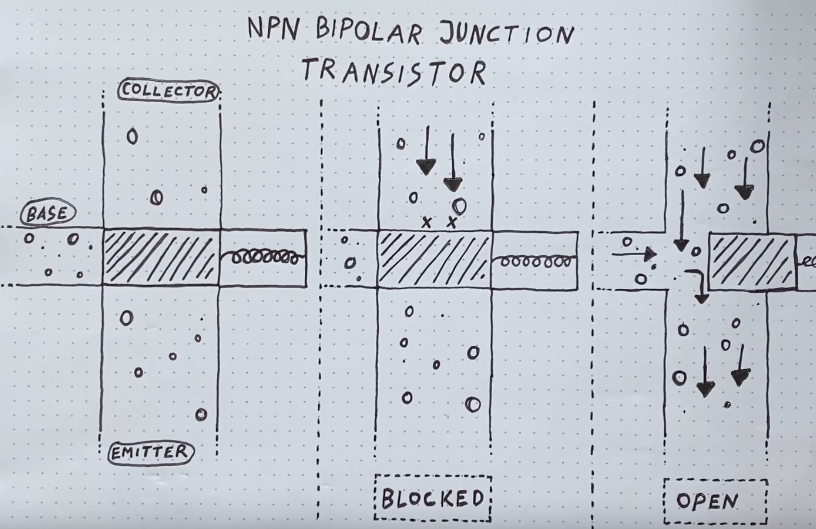 NPN BIPOLAR JUNCTION
TRANSISTOR
COLLECTOR
BASE
EMITTER
BLOCKED
OPEN